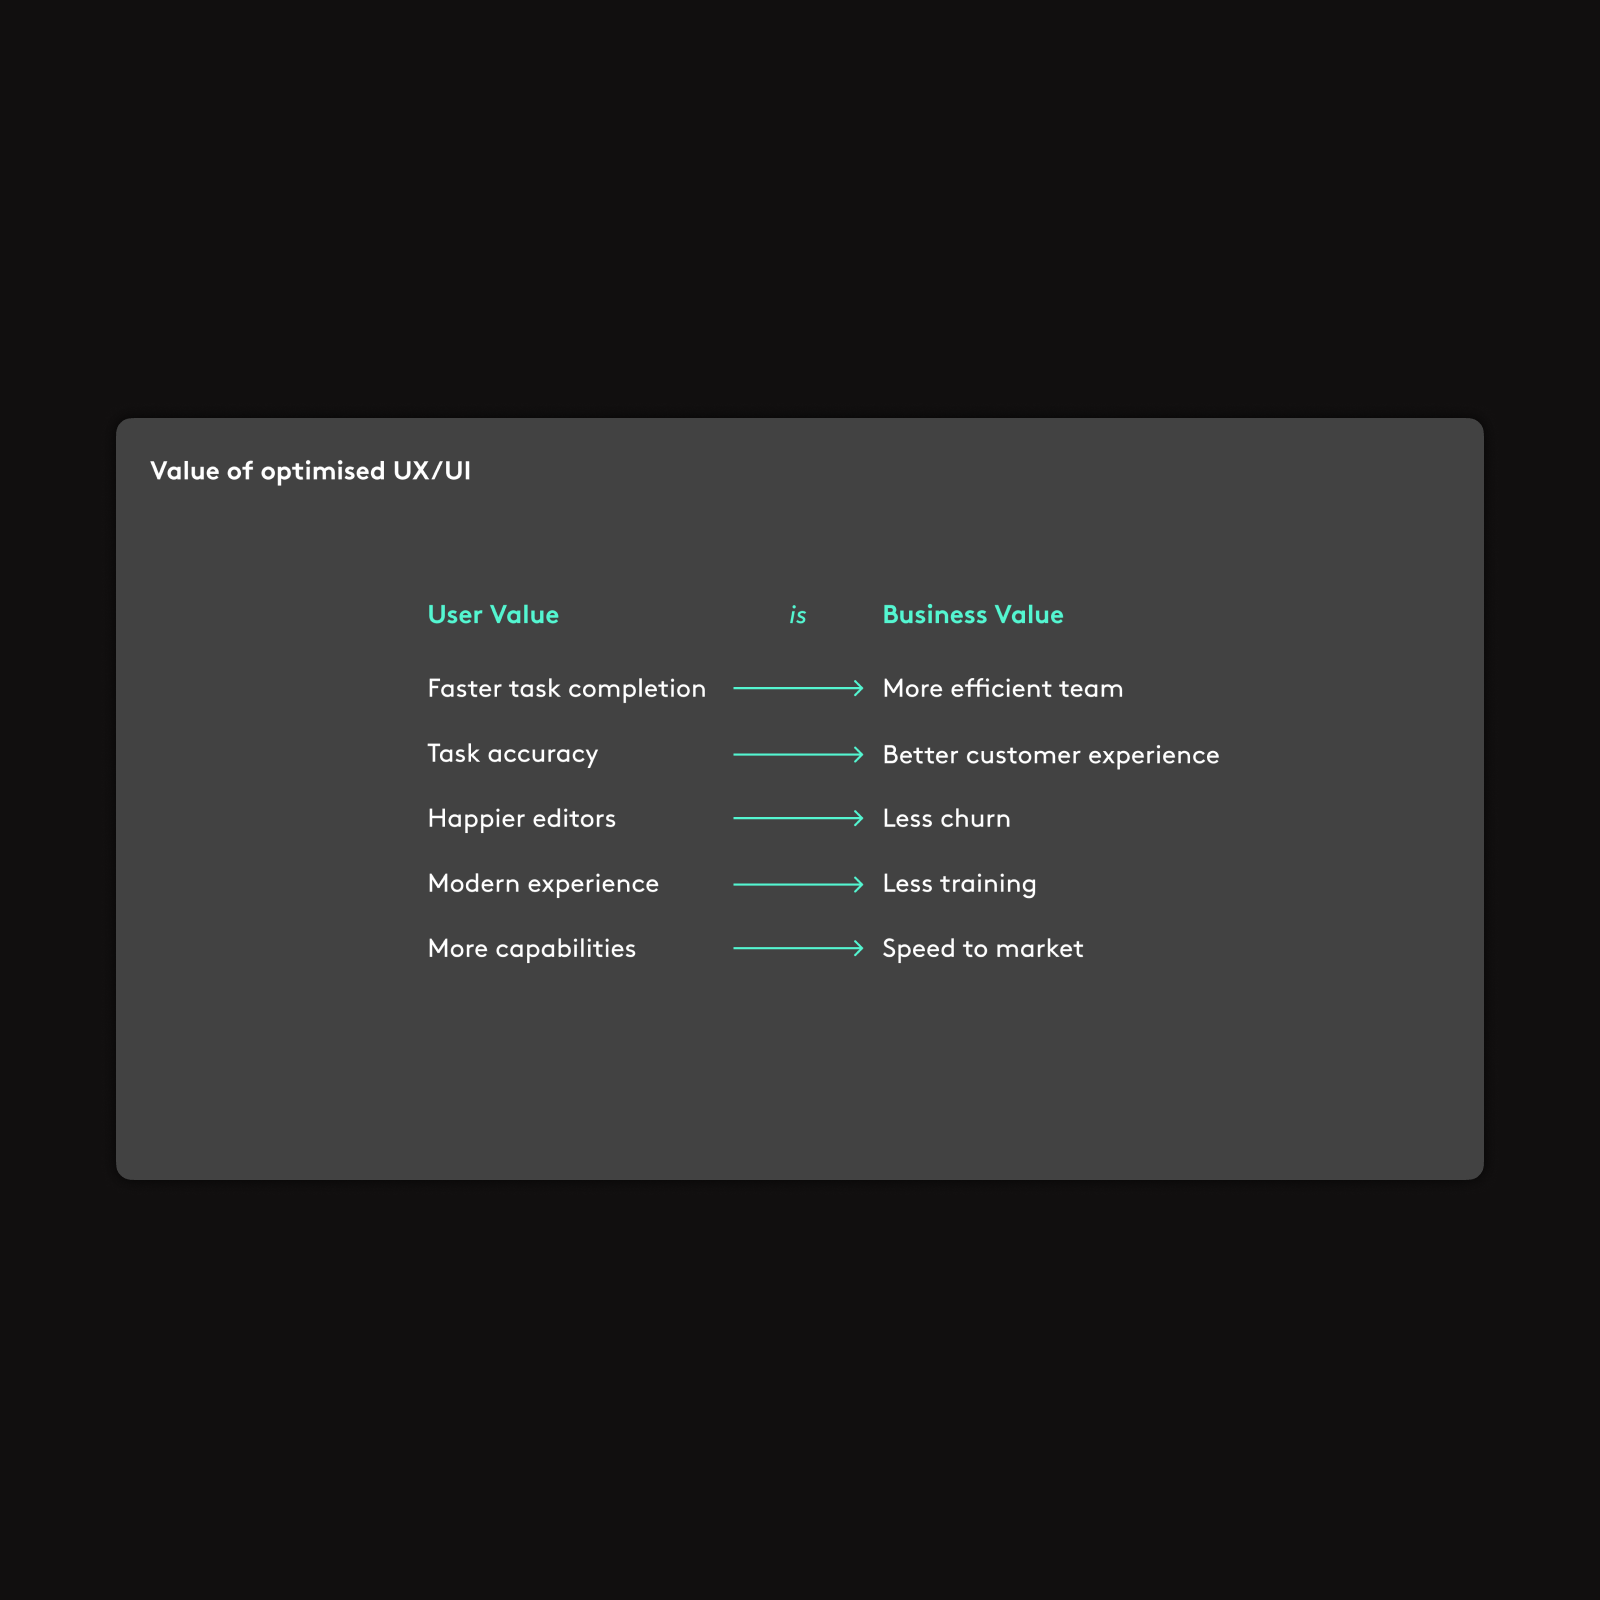 Value of optimised UX/UI
User Value is Business Value
Faster task completion More efficient team
Task accuracy Better customer experience
Happier editors Less churn
Modern experience Less training
More capabilities Speed to market